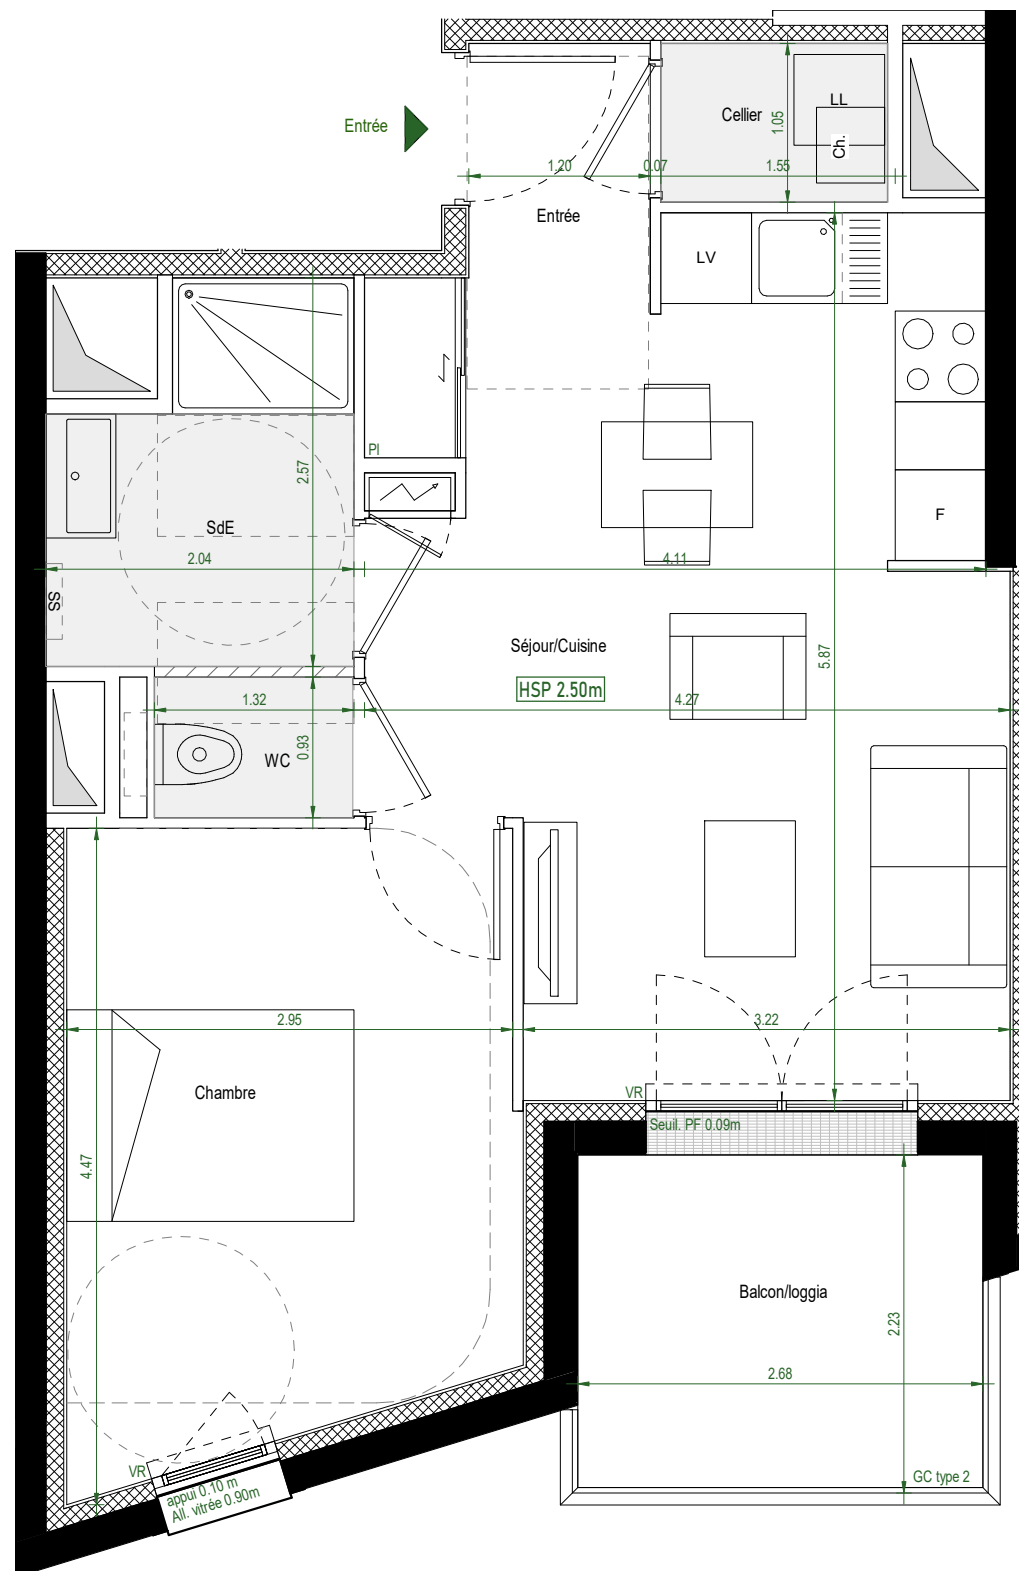 LL
Cellier
1.05
Ch.
Entrée
1.20
0.07
1.55
Entrée
LV
PI
2.57
F
SdE
2.04
4.11
SS
Séjour/Cuisine
5.87
HSP 2.50m
1.32
4.27
0.93
WC
2.95
3.22
VR
Chambre
Seuil. PF 0.09m
4.47
Balcon/loggia
2.23
2.68
VR
GC type 2
appui 0.10 m
All. vitrée 0.90m